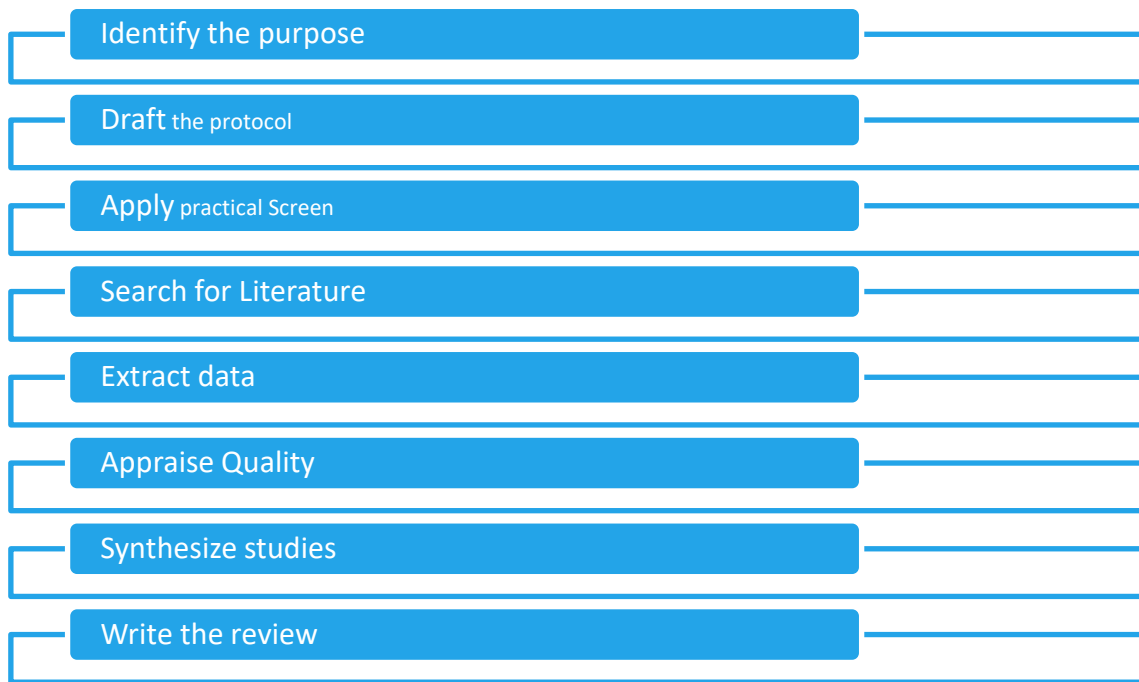 Identify the purpose
Draft the protocol
Apply practical Screen
Search for Literature
Extract data
Appraise Quality
Synthesize studies
Write the review